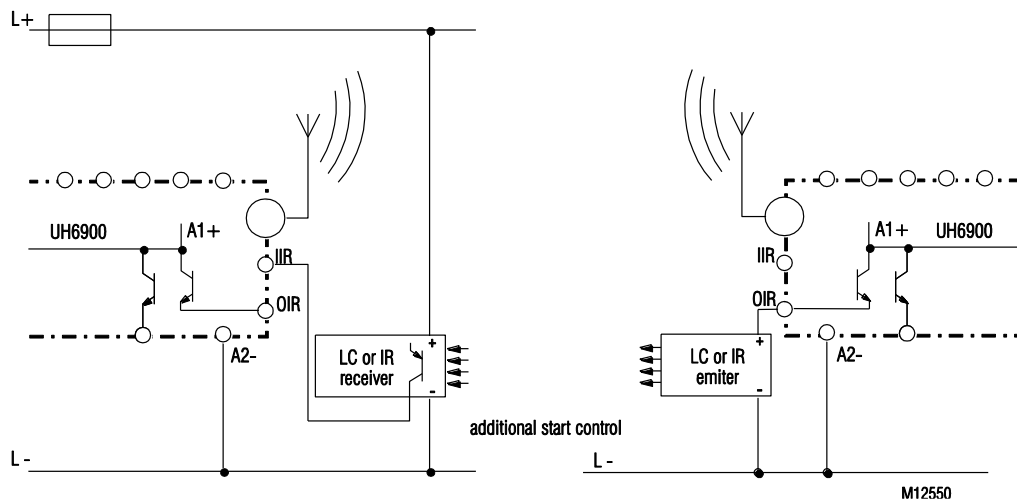 L+
UH6900
A1+
IIR
OIR
A2-
LC or IR
receiver
+
-
additional start control
L -
A1+
UH6900
IIR
OIR
A2-
LC or IR
emiter
+
-
L -
M12550